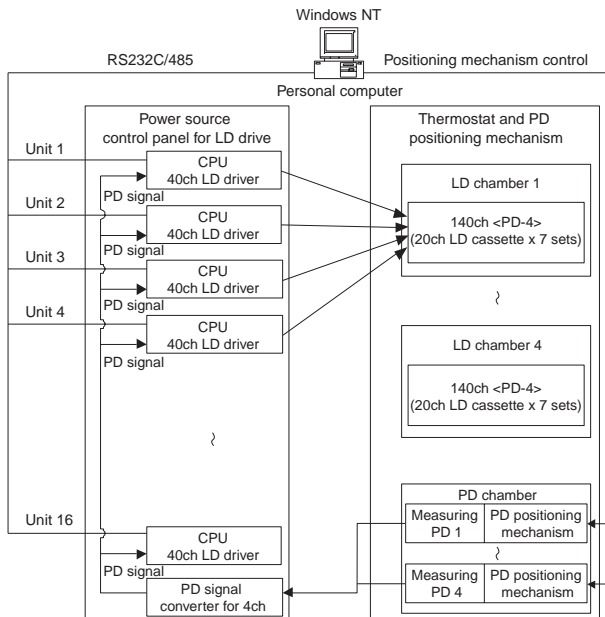 Windows NT
RS232C/485
Positioning mechanism control
Personal computer
Power source
control panel for LD drive
Unit 1
CPU
40ch LD driver
PD signal
Unit 2
CPU
40ch LD driver
PD signal
Unit 3
CPU
40ch LD driver
PD signal
Unit 4
CPU
40ch LD driver
PD signal
~
Unit 16
CPU
40ch LD driver
PD signal
PD signal
converter for 4ch
Thermostat and PD
positioning mechanism
LD chamber 1
140ch <PD-4>
(20ch LD cassette x 7 sets)
~
LD chamber 4
140ch <PD-4>
(20ch LD cassette x 7 sets)
PD chamber
Measuring
PD 1
PD positioning
mechanism
~
Measuring
PD 4
PD positioning
mechanism